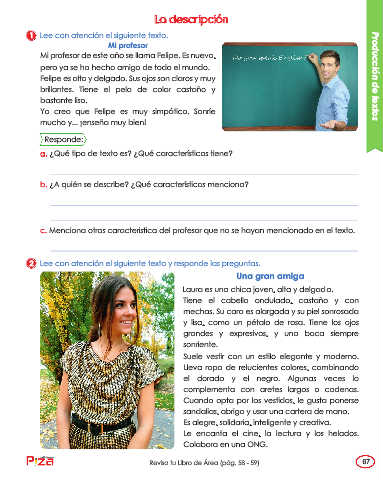 La descripción
1 Lee con atención el siguiente texto.
Mi profesor
Mi profesor de este año se llama Felipe. Es nuevo,
pero ya se ha hecho amigo de todo el mundo.
Felipe es alto y delgado. Sus ojos son claros y muy
brillantes. Tiene el pelo de color castaño y
bastante liso.
Yo creo que Felipe es muy simpático. Sonríe
mucho y... ¡enseña muy bien!
Responde:
a. ¿Qué tipo de texto es? ¿Qué características tiene?
b. ¿A quién se describe? ¿Qué características menciona?
c. Menciona otras característica del profesor que no se hayan mencionado en el texto.
2 Lee con atención el siguiente texto y responde las preguntas.
Una gran amiga
Laura es una chica joven, alta y delgada.
Tiene el cabello ondulado, castaño y con
mechas. Su cara es alargada y su piel sonrosada
y lisa, como un pétalo de rosa. Tiene los ojos
grandes y expresivos, y una boca siempre
sonriente.
Suele vestir con un estilo elegante y moderno.
Lleva ropa de relucientes colores, combinando
el dorado y el negro. Algunas veces lo
complementa con aretes largos o cadenas.
Cuando opta por los vestidos, le gusta ponerse
sandalias, abrigo y usar una cartera de mano.
Es alegre, solidaria, inteligente y creativa.
Le encanta el cine, la lectura y los helados.
Colabora en una ONG.
Producción de textos
Piza
Revisa tu Libro de Área (pág. 58 - 59)
67